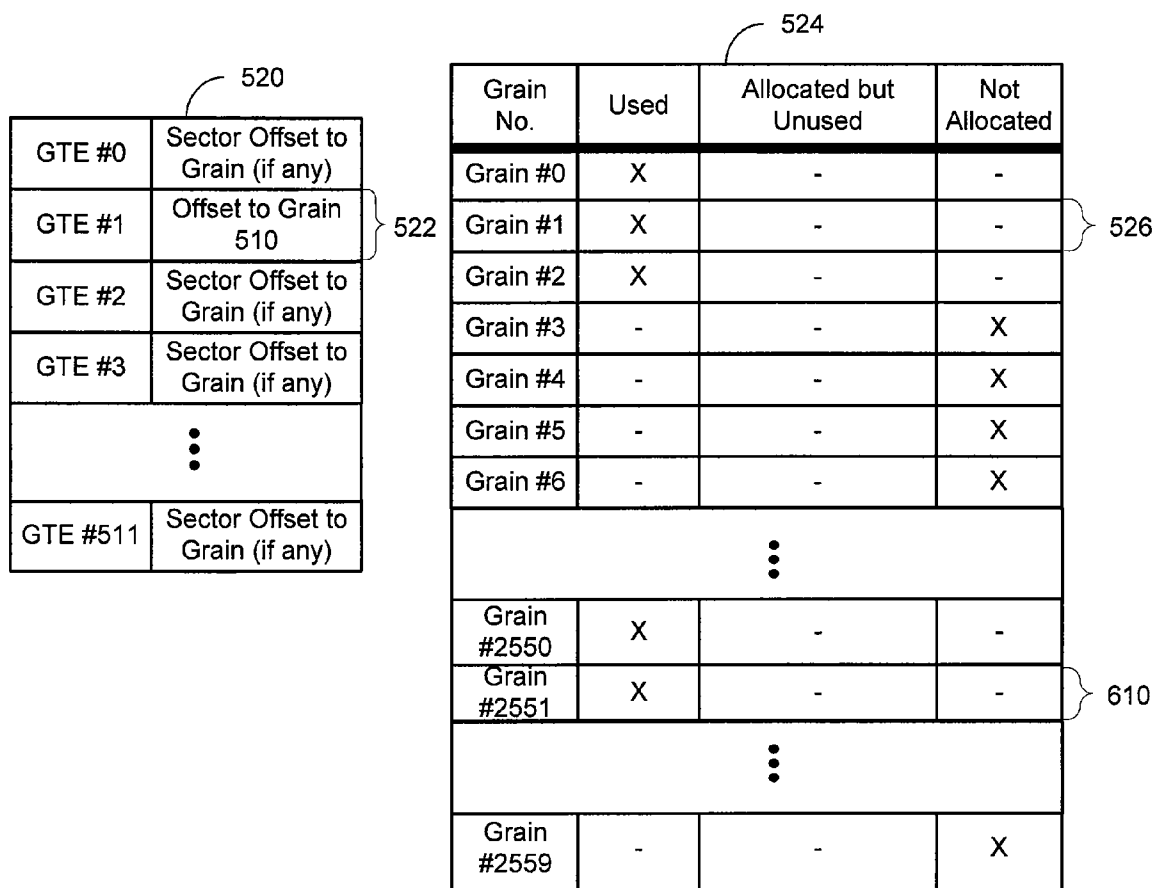 520
GTE #0 Sector Offset to Grain (if any)
GTE #1 Offset to Grain 510
522
GTE #2 Sector Offset to Grain (if any)
GTE #3 Sector Offset to Grain (if any)
GTE #511 Sector Offset to Grain (if any)
524
Grain No. Used Allocated but Unused Not Allocated
Grain #0 X - -
Grain #1 X - -
526
Grain #2 X - -
Grain #3 - - X
Grain #4 - - X
Grain #5 - - X
Grain #6 - - X
Grain #2550 X - -
Grain #2551 X - -
610
Grain #2559 - - X